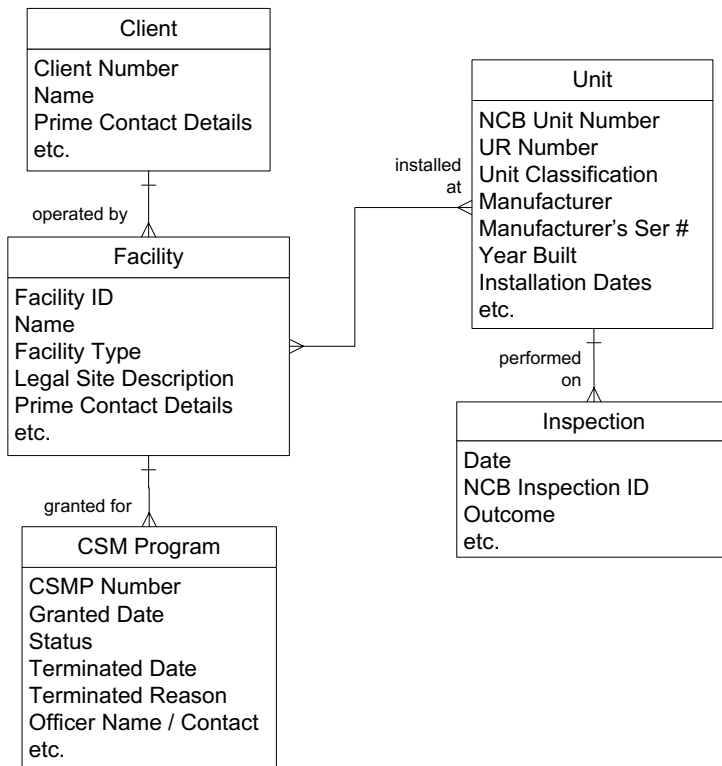 Client
Client Number
Name
Prime Contact Details
etc.
operated by
Facility
Facility ID
Name
Facility Type
Legal Site Description
Prime Contact Details
etc.
granted for
CSM Program
CSMP Number
Granted Date
Status
Terminated Date
Terminated Reason
Officer Name / Contact
etc.
installed
at
Unit
NCB Unit Number
UR Number
Unit Classification
Manufacturer
Manufacturer’s Ser #
Year Built
Installation Dates
etc.
performed
on
Inspection
Date
NCB Inspection ID
Outcome
etc.